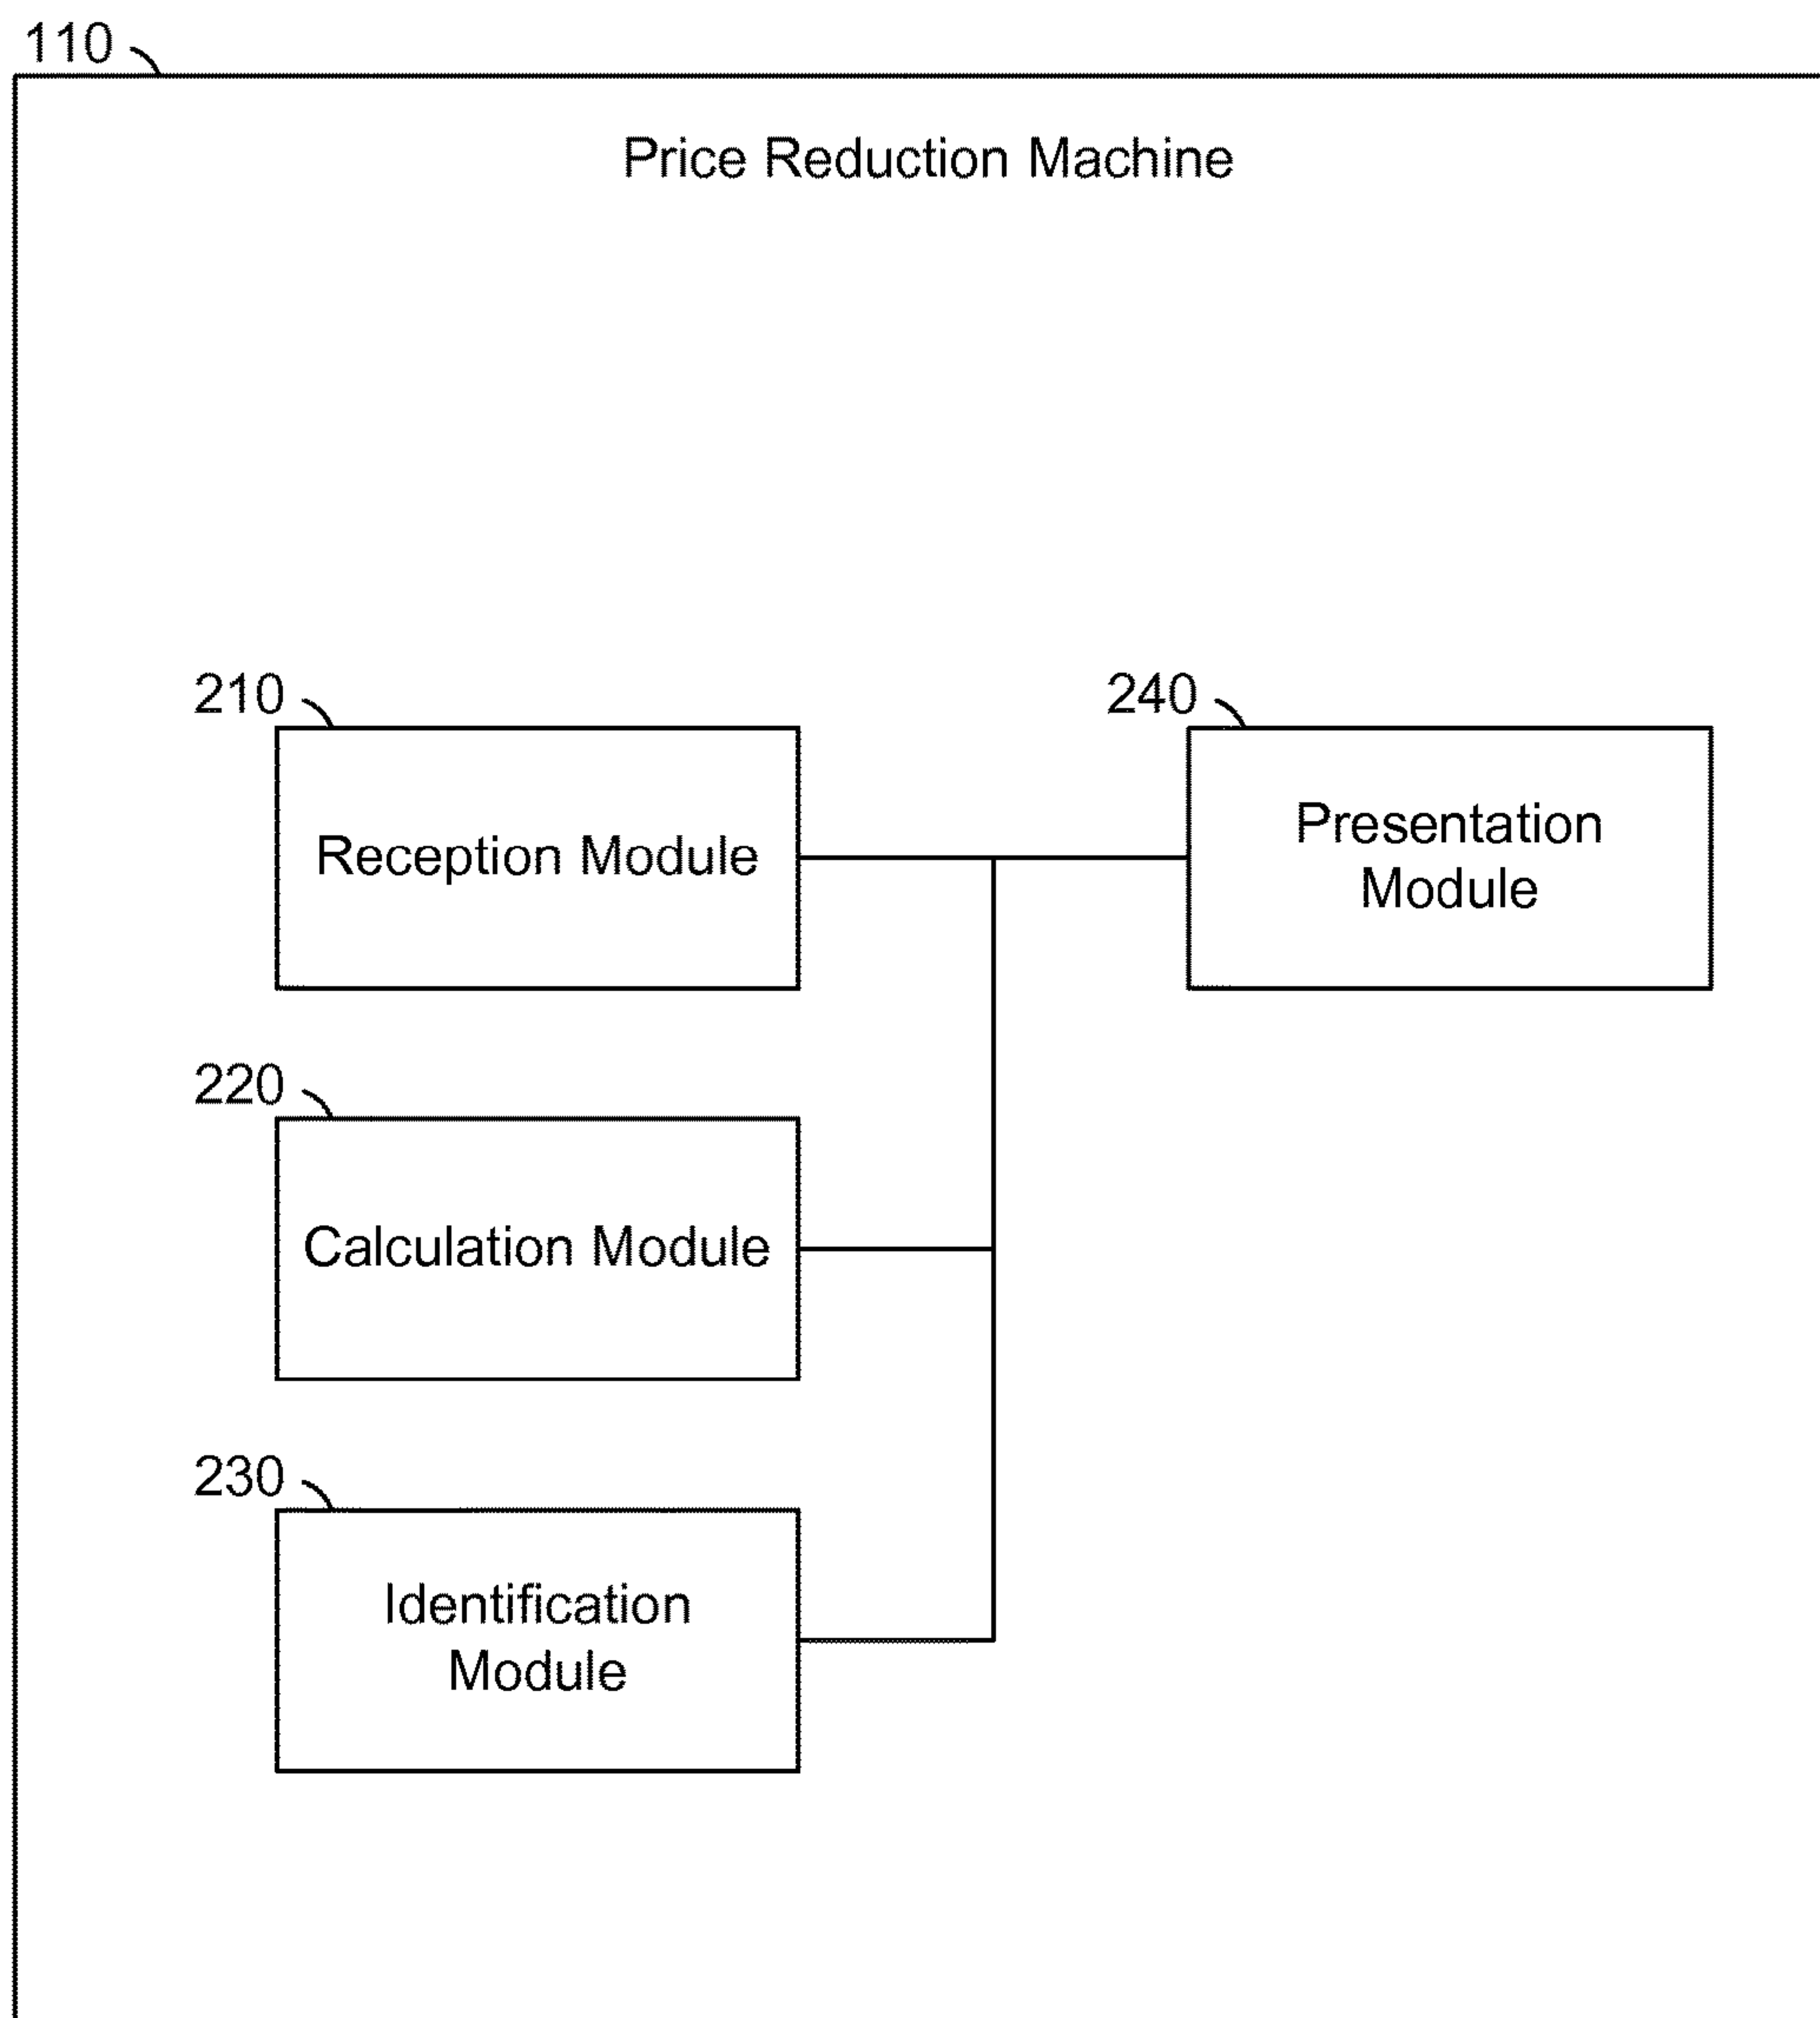 110
Price Reduction Machine
210
Reception Module
240
Presentation
Module
220
Calculation Module
230
Identification
Module